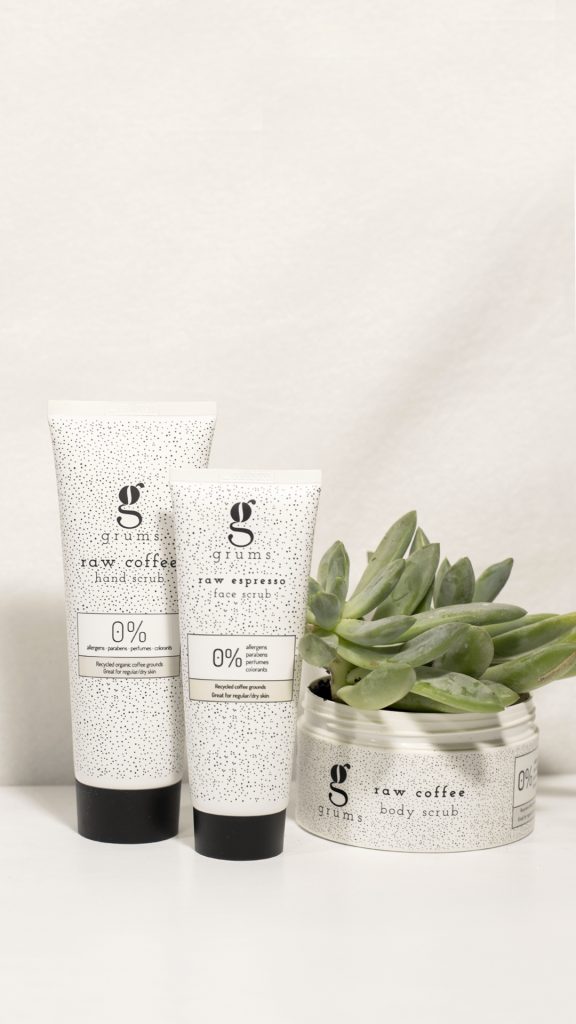 g
grums
raw coffee
hand scrub
0%
allergens · parabens · perfumes · colorants
Recycled organic coffee grounds
Great for regular/dry skin
g
grums
raw espresso
face scrub
0%
allergens
parabens
perfumes
colorants
Recycled coffee grounds
Great for regular/dry skin
g
grums
raw coffee
body scrub
0%